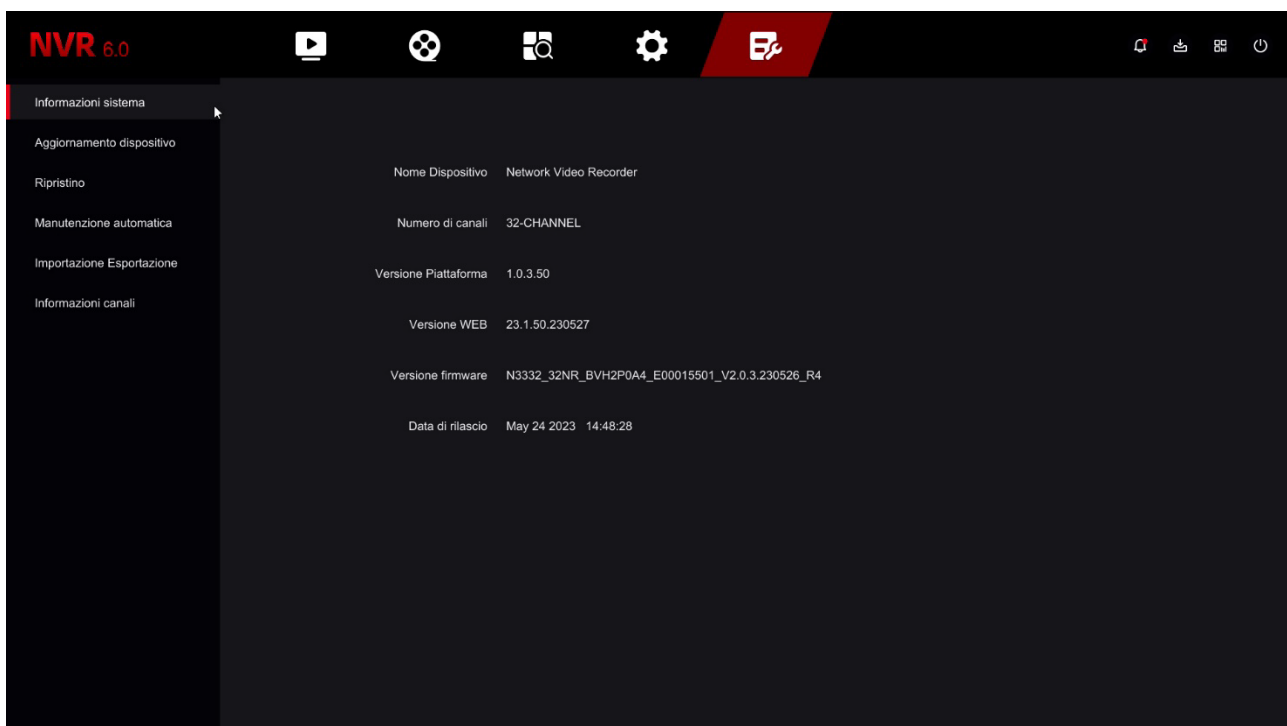 NVR 6.0
Informazioni sistema
Aggiornamento dispositivo
Ripristino
Manutenzione automatica
Importazione Esportazione
Informazioni canali
Nome Dispositivo Network Video Recorder
Numero di canali 32-CHANNEL
Versione Piattaforma 1.0.3.50
Versione WEB 23.1.50.230527
Versione firmware N3332_32NR_BVH2P0A4_E00015501_V2.0.3.230526_R4
Data di rilascio May 24 2023 14:48:28